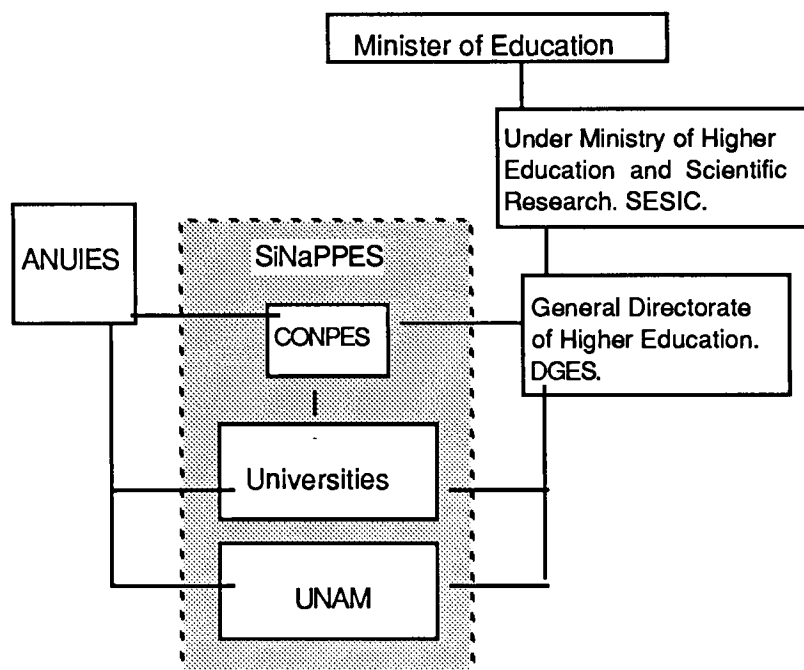 Minister of Education
Under Ministry of Higher
Education and Scientific
Research. SESIC.
ANUIES
SiNaPPES
CONPES
General Directorate
of Higher Education.
DGES.
Universities
UNAM